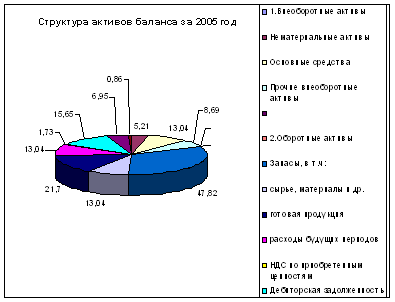 Структура активов баланса за 2005 год
0,86
6,95
5,21
15,65
13,04
8,69
1,73
13,04
21,7
13,04
47,82
1.Внеоборотные активы
Нематериальные активы
Основные средства
Прочие внеоборотные
активы
2.Оборотные активы
Запасы, в т.ч.:
сырье, материалы и др.
готовая продукция
расходы будущих периодов
НДС по приобретенным
ценностям
Дебиторская задолженность